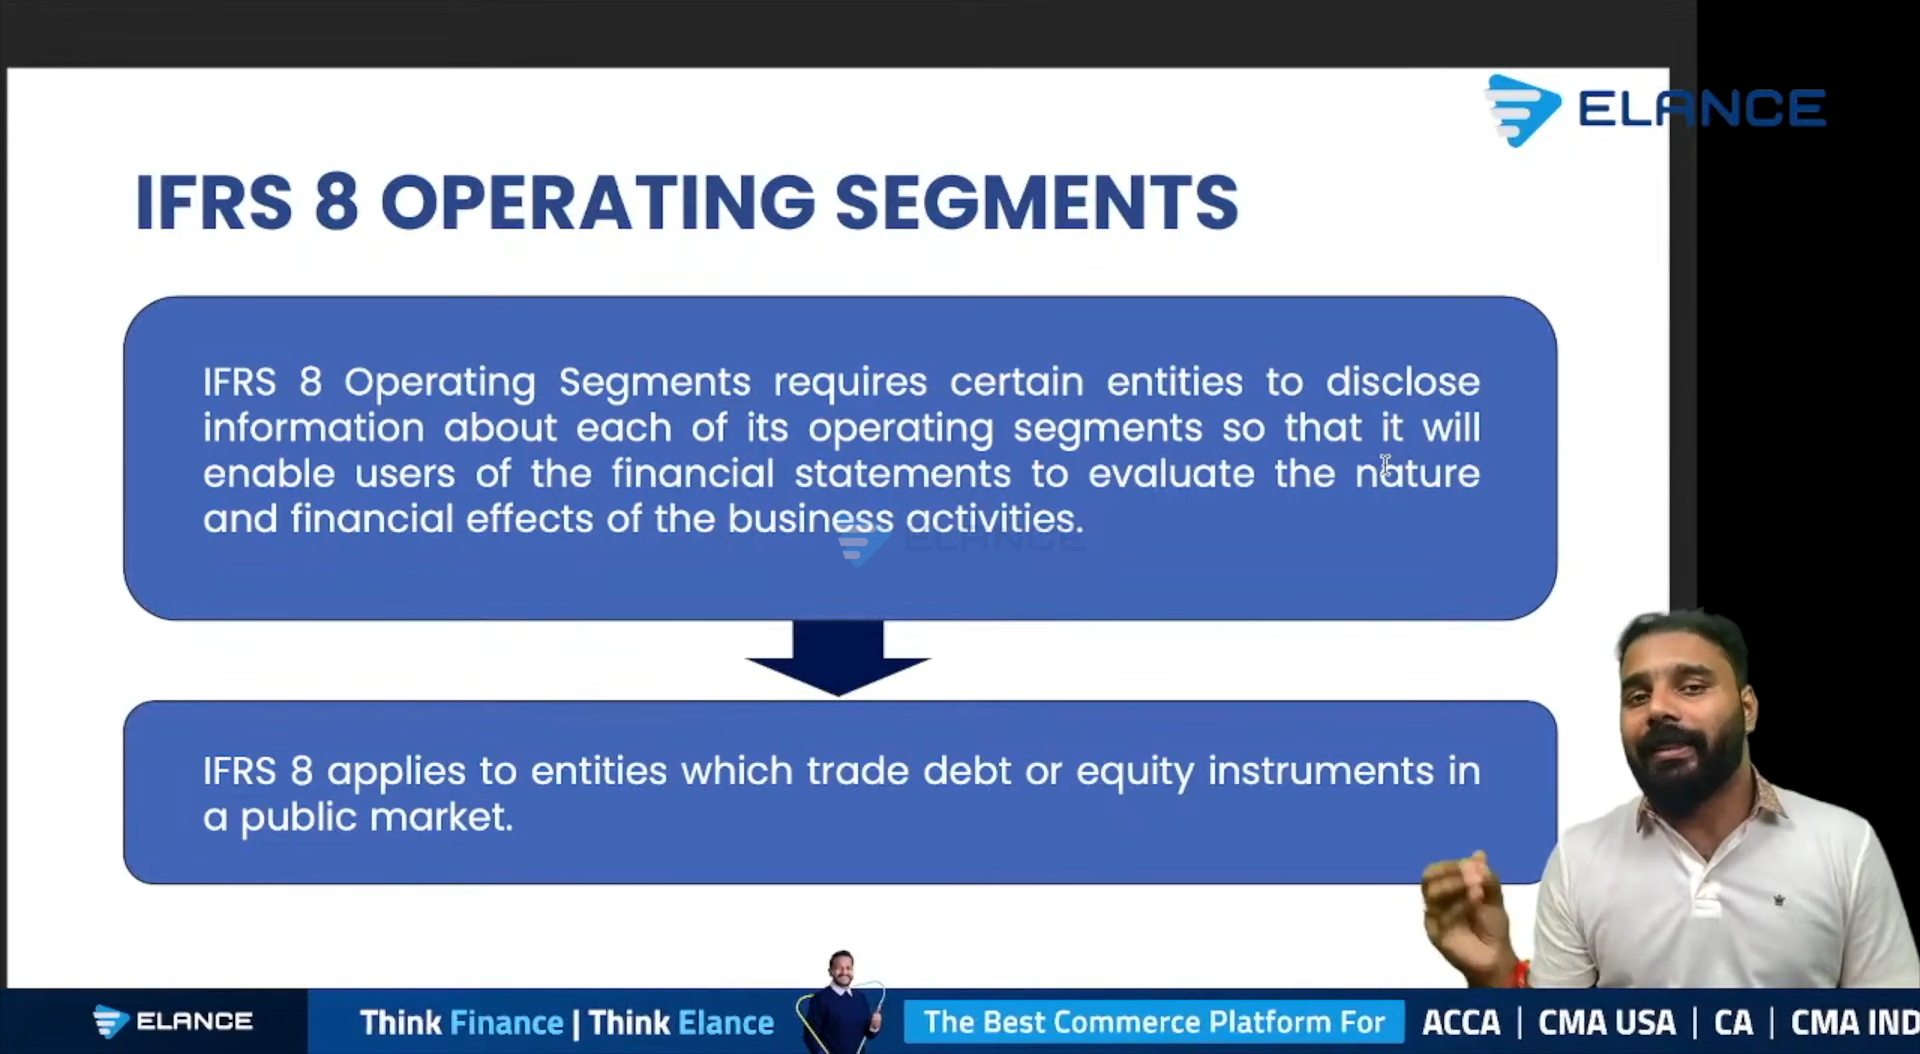 ELANCE
IFRS 8 OPERATING SEGMENTS
IFRS 8 Operating Segments requires certain entities to disclose
information about each of its operating segments so that it will
enable users of the financial statements to evaluate the nature
and financial effects of the business activities.
ELANCE
IFRS 8 applies to entities which trade debt or equity instruments in
a public market.
ELANCE
Think Finance | Think Elance
The Best Commerce Platform For
ACCA | CMA USA | CA | CMA IND